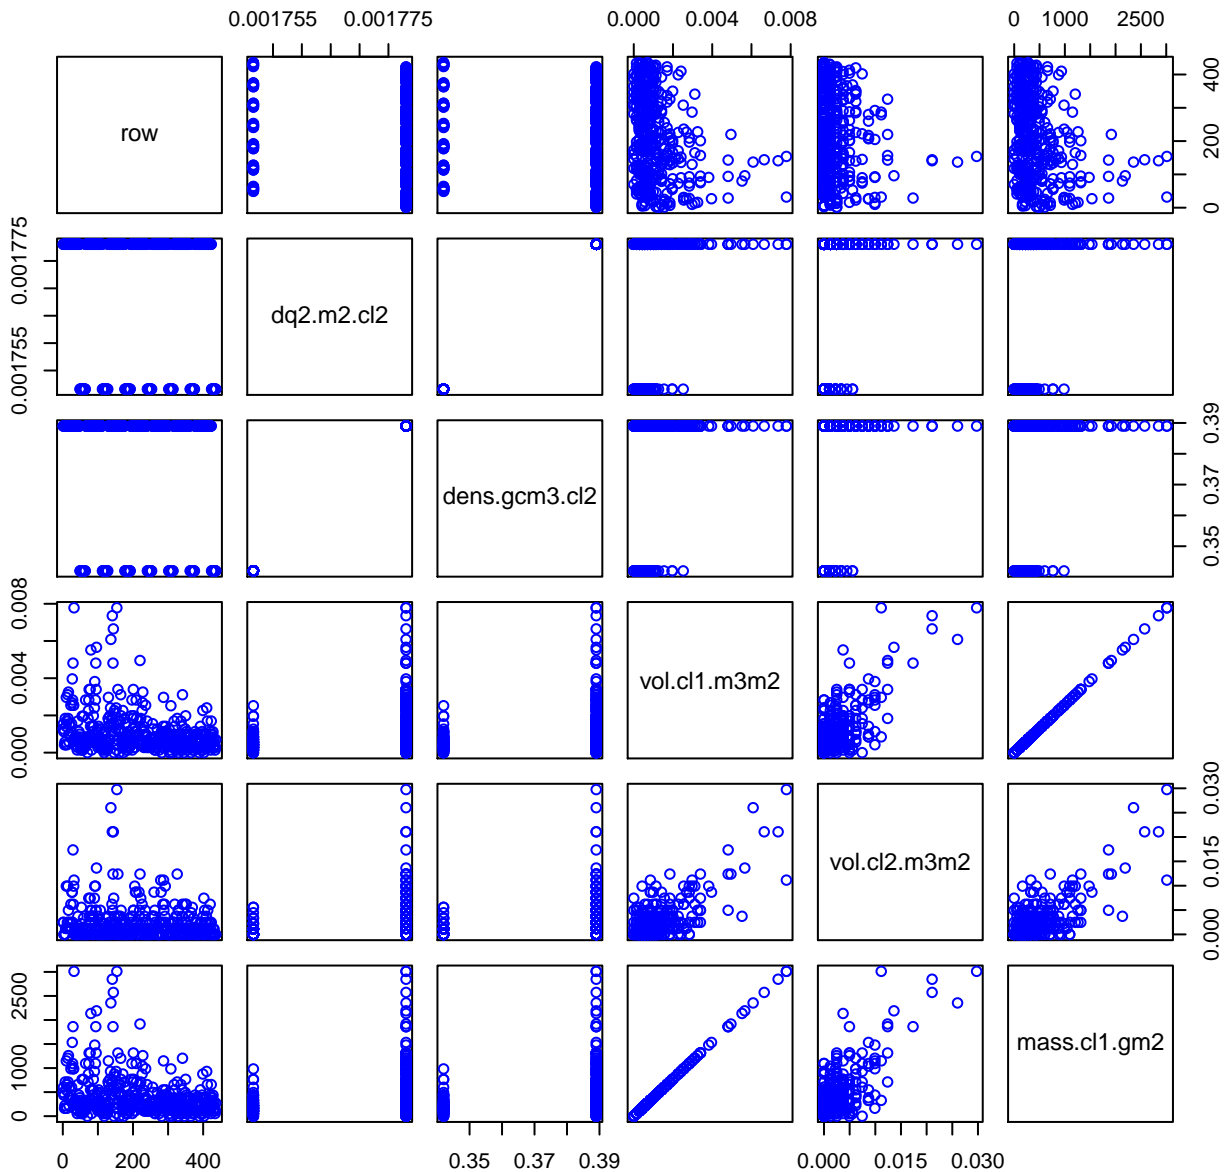 0.001755 0.001775 0.000 0.004 0.008 0 1000 2500
row
0 200 400
0.001755 0.001775
dq2.m2.cl2
dens.gcm3.cl2
0.35 0.37 0.39
0.000 0.004 0.008
vol.cl1.m3m2
vol.cl2.m3m2
0.000 0.015 0.030
0 1000 2500
mass.cl1.gm2
0 200 400 0.35 0.37 0.39 0.000 0.015 0.030